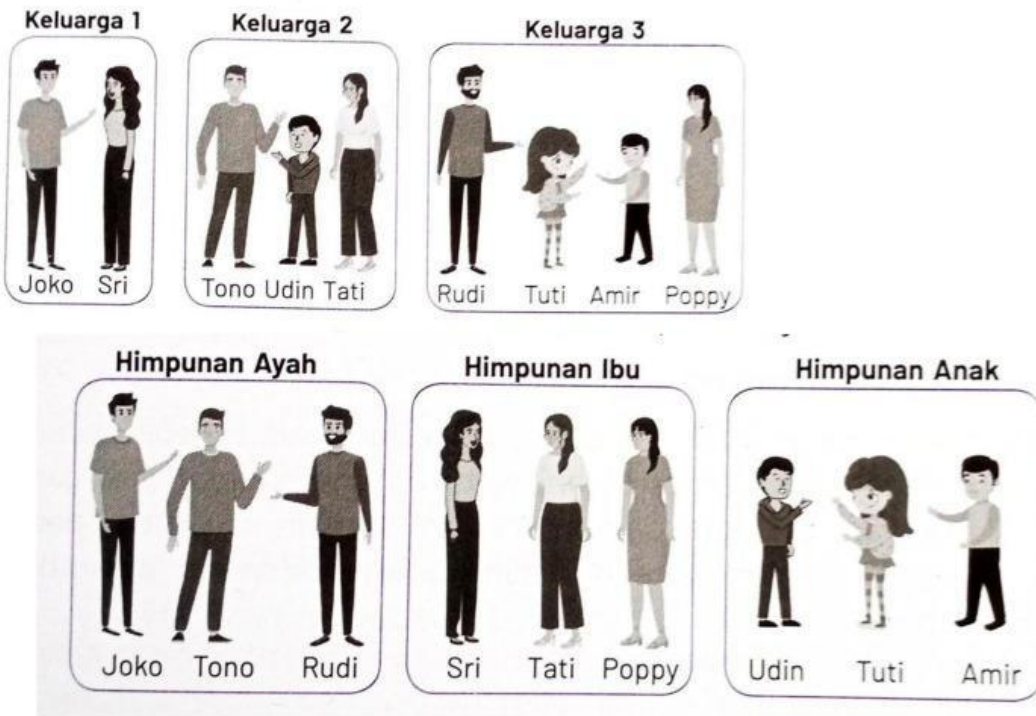 Keluarga 1
Keluarga 2
Keluarga 3
Joko Sri
Tono Udin Tati
Rudi Tuti Amir Poppy
Himpunan Ayah
Himpunan Ibu
Himpunan Anak
Joko Tono Rudi
Sri Tati Poppy
Udin Tuti Amir